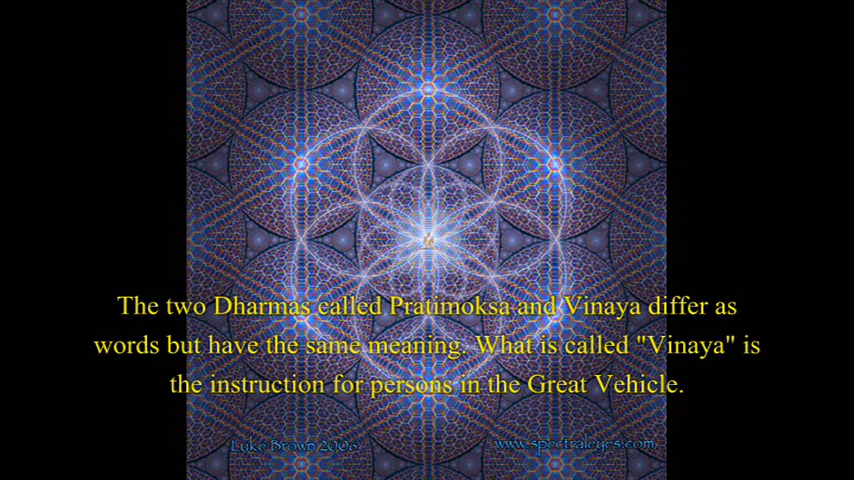 The two Dharmas called Pratimoksa and Vinaya differ as
words but have the same meaning. What is called "Vinaya" is
the instruction for persons in the Great Vehicle.
Luke Brown 2006
www.spectraleyes.com